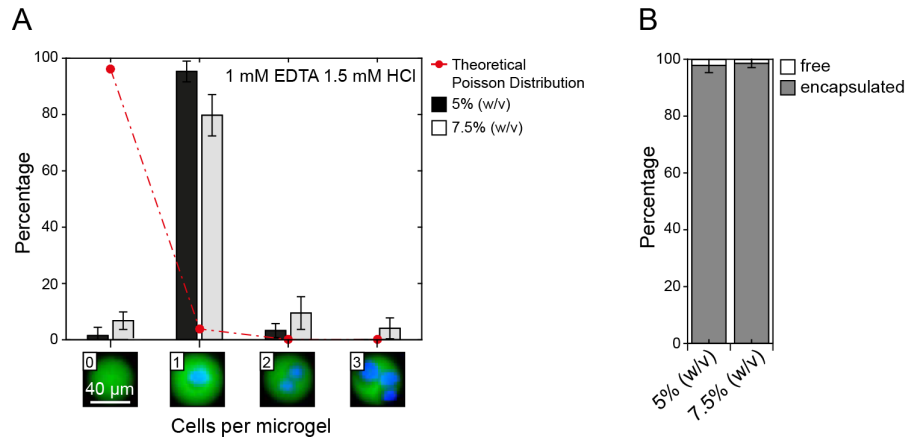 A
Percentage
100
80
60
40
20
0
1 mM EDTA 1.5 mM HCl
Theoretical
Poisson Distribution
5% (w/v)
7.5% (w/v)
0
40 µm
1
2
3
Cells per microgel
B
Percentage
100
80
60
40
20
0
free
encapsulated
5% (w/v)
7.5% (w/v)